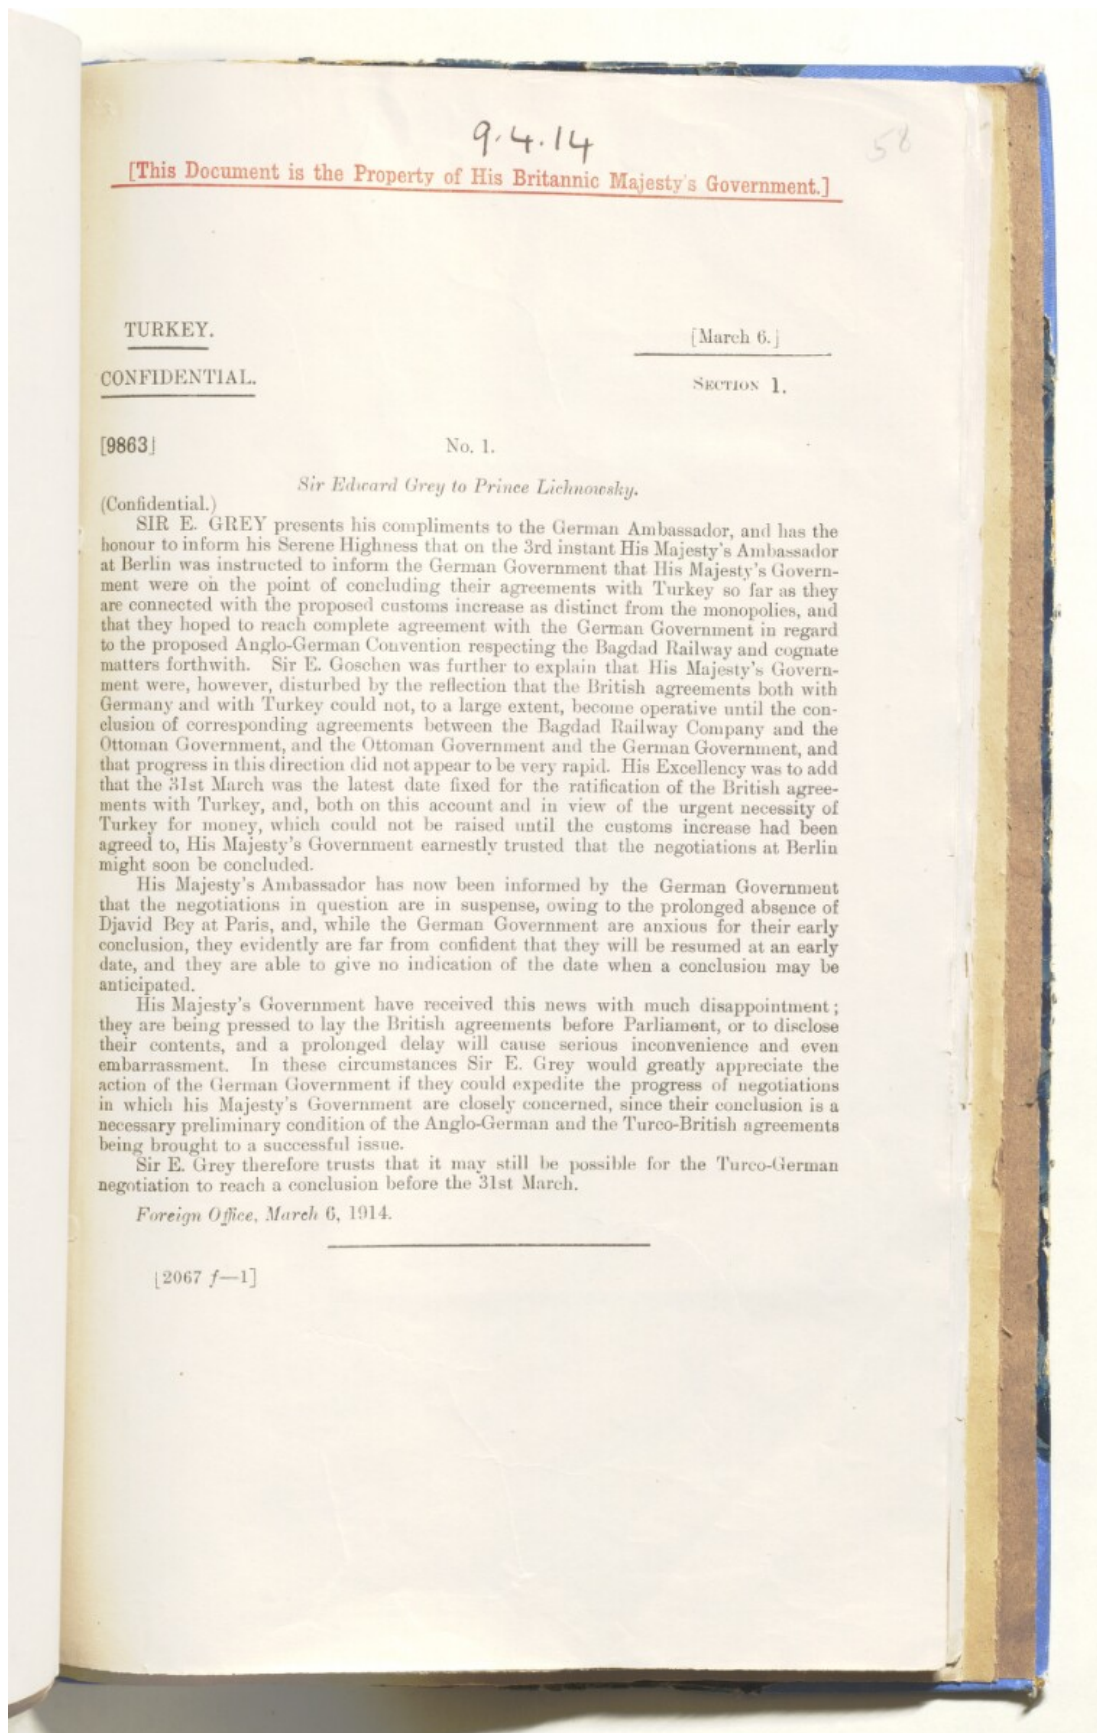 9.4.14
58
[This Document is the Property of His Britannic Majesty's Government.]
TURKEY.
[March 6.]
CONFIDENTIAL.
SECTION 1.
[9863]
No. 1.
Sir Edward Grey to Prince Lichnowsky.
(Confidential.)
SIR E. GREY presents his compliments to the German Ambassador, and has the
honour to inform his Serene Highness that on the 3rd instant His Majesty's Ambassador
at Berlin was instructed to inform the German Government that His Majesty's Govern-
ment were on the point of concluding their agreements with Turkey so far as they
are connected with the proposed customs increase as distinct from the monopolies, and
that they hoped to reach complete agreement with the German Government in regard
to the proposed Anglo-German Convention respecting the Bagdad Railway and cognate
matters forthwith. Sir E. Goschen was further to explain that His Majesty's Govern-
ment were, however, disturbed by the reflection that the British agreements both with
Germany and with Turkey could not, to a large extent, become operative until the con-
clusion of corresponding agreements between the Bagdad Railway Company and the
Ottoman Government, and the Ottoman Government and the German Government, and
that progress in this direction did not appear to be very rapid. His Excellency was to add
that the 31st March was the latest date fixed for the ratification of the British agree-
ments with Turkey, and, both on this account and in view of the urgent necessity of
Turkey for money, which could not be raised until the customs increase had been
agreed to, His Majesty's Government earnestly trusted that the negotiations at Berlin
might soon be concluded.
His Majesty's Ambassador has now been informed by the German Government
that the negotiations in question are in suspense, owing to the prolonged absence of
Djavid Bey at Paris, and, while the German Government are anxious for their early
conclusion, they evidently are far from confident that they will be resumed at an early
date, and they are able to give no indication of the date when a conclusion may be
anticipated.
His Majesty's Government have received this news with much disappointment;
they are being pressed to lay the British agreements before Parliament, or to disclose
their contents, and a prolonged delay will cause serious inconvenience and even
embarrassment. In these circumstances Sir E. Grey would greatly appreciate the
action of the German Government if they could expedite the progress of negotiations
in which his Majesty's Government are closely concerned, since their conclusion is a
necessary preliminary condition of the Anglo-German and the Turco-British agreements
being brought to a successful issue.
Sir E. Grey therefore trusts that it may still be possible for the Turco-German
negotiation to reach a conclusion before the 31st March.
Foreign Office, March 6, 1914.
[2067 f—1]